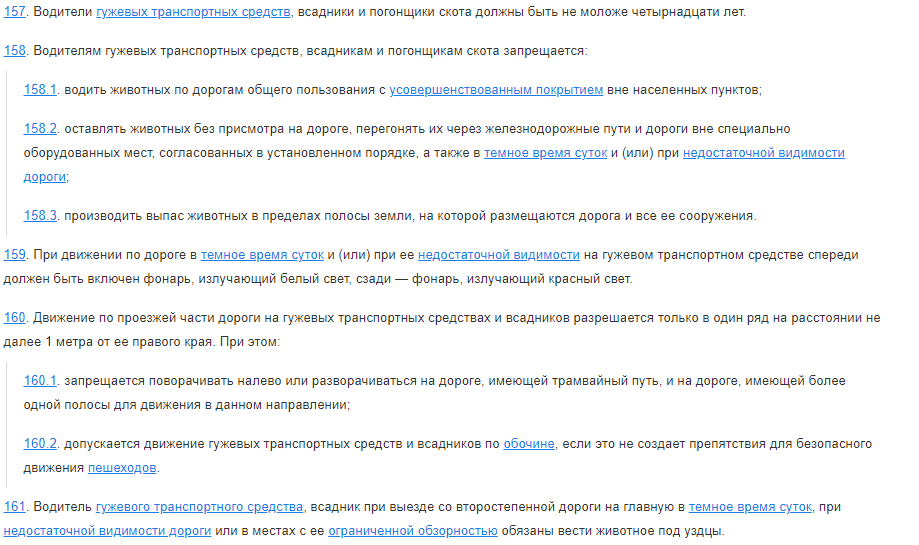 157. Водители гужевых транспортных средств, всадники и погонщики скота должны быть не моложе четырнадцати лет.
158. Водителям гужевых транспортных средств, всадникам и погонщикам скота запрещается:
158.1. водить животных по дорогам общего пользования с усовершенствованным покрытием вне населенных пунктов;
158.2. оставлять животных без присмотра на дороге, перегонять их через железнодорожные пути и дороги вне специально
оборудованных мест, согласованных в установленном порядке, а также в темное время суток и (или) при недостаточной видимости
дороги;
158.3. производить выпас животных в пределах полосы земли, на которой размещаются дорога и все ее сооружения.
159. При движении по дороге в темное время суток и (или) при ее недостаточной видимости на гужевом транспортном средстве спереди
должен быть включен фонарь, излучающий белый свет, сзади — фонарь, излучающий красный свет.
160. Движение по проезжей части дороги на гужевых транспортных средствах и всадников разрешается только в один ряд на расстоянии не
далее 1 метра от ее правого края. При этом:
160.1. запрещается поворачивать налево или разворачиваться на дороге, имеющей трамвайный путь, и на дороге, имеющей более
одной полосы для движения в данном направлении;
160.2. допускается движение гужевых транспортных средств и всадников по обочине, если это не создает препятствия для безопасного
движения пешеходов.
161. Водитель гужевого транспортного средства, всадник при выезде со второстепенной дороги на главную в темное время суток, при
недостаточной видимости дороги или в местах с ее ограниченной обзорностью обязаны вести животное под уздцы.